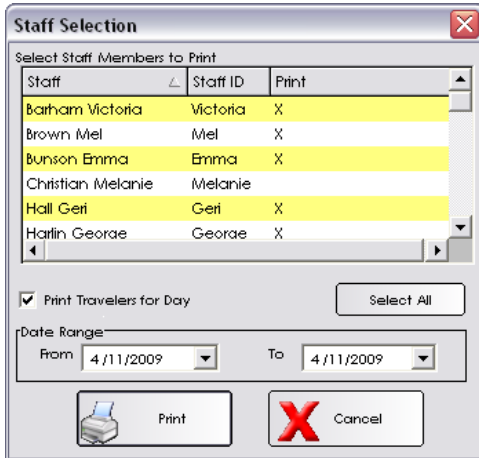 Staff Selection
Select Staff Members to Print
Staff Staff ID Print
Barham Victoria Victoria X
Brown Mel Mel X
Bunson Emma Emma X
Christian Melanie Melanie
Hall Geri Geri X
Harlin George George X
Print Travelers for Day Select All
Date Range
From 4/11/2009 To 4/11/2009
Print Cancel